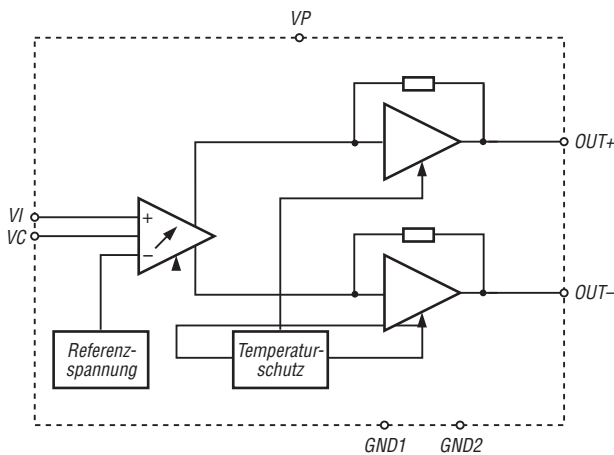 VP
OUT+
VI
+
VC
−
OUT−
Referenz-
spannung
Temperatur-
schutz
GND1
GND2